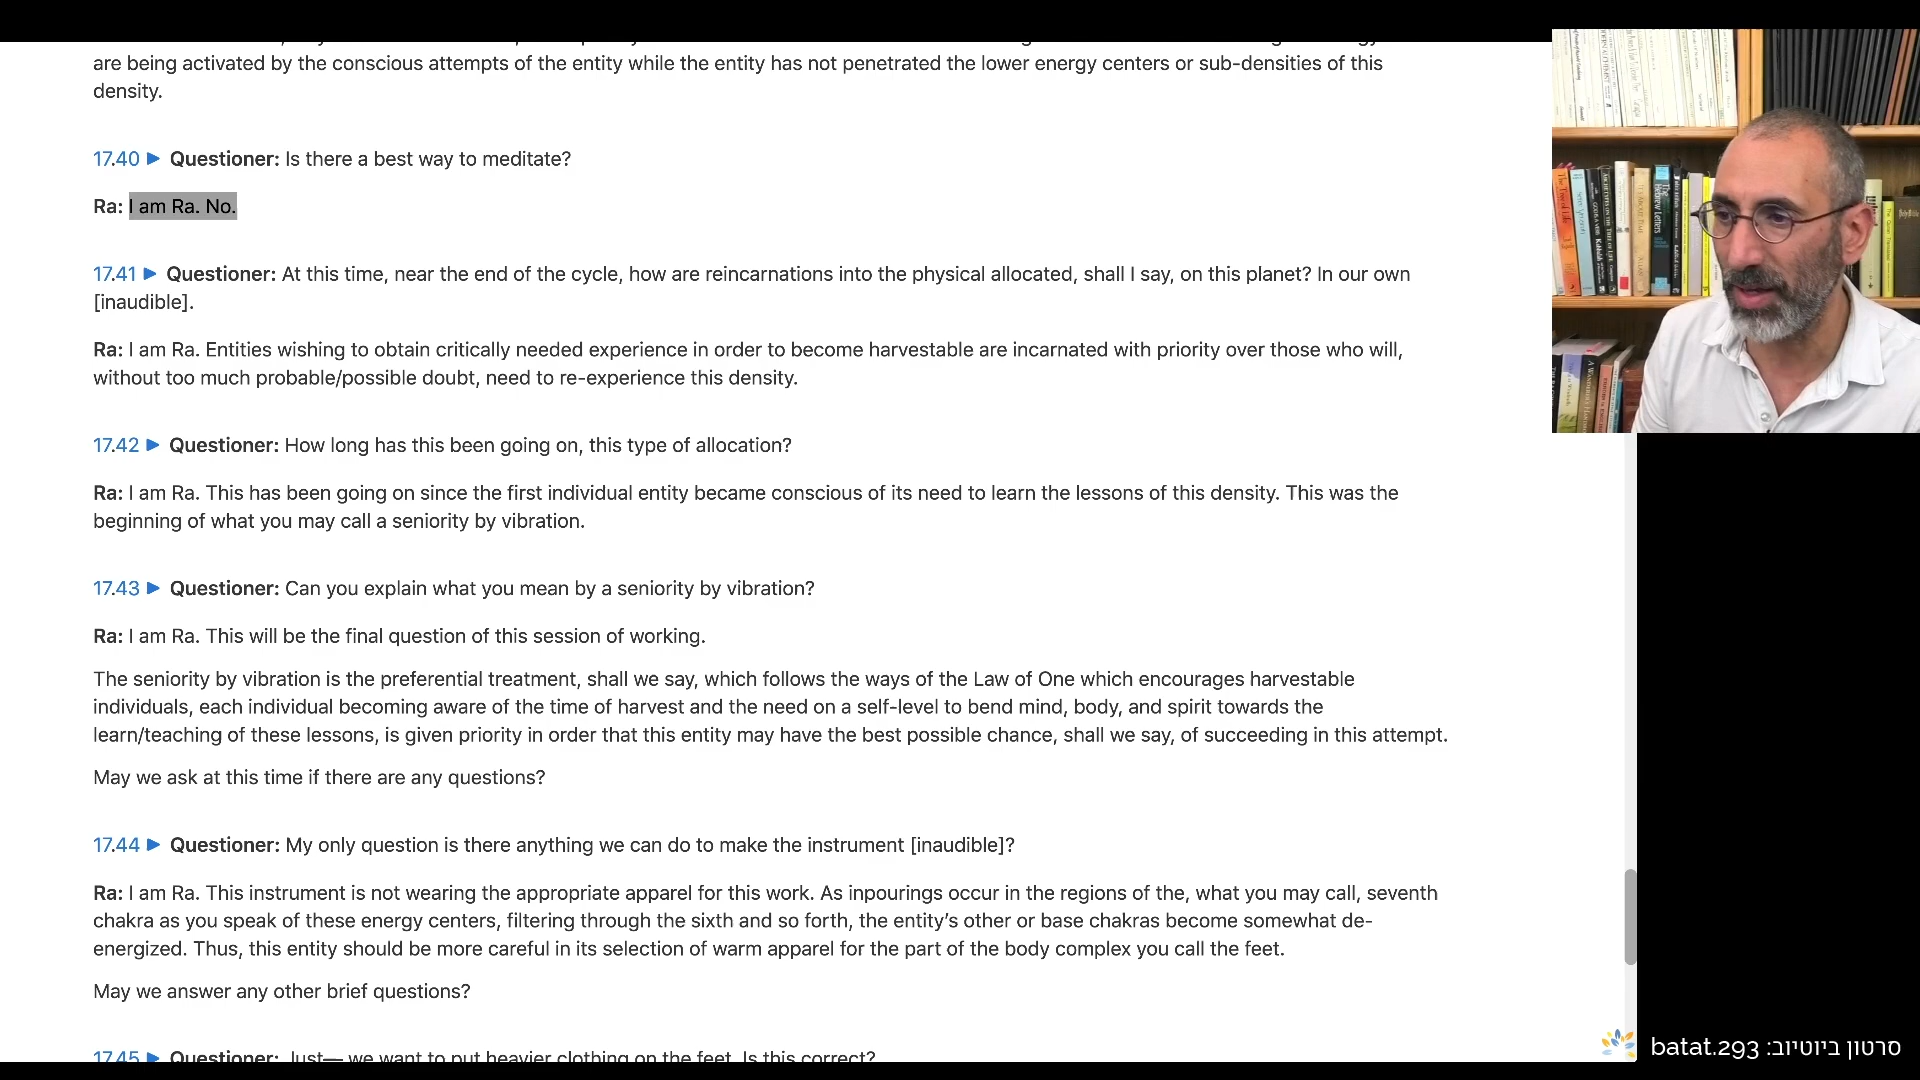 are being activated by the conscious attempts of the entity while the entity has not penetrated the lower energy centers or sub-densities of this
density.
17.40 ► Questioner: Is there a best way to meditate?
Ra: I am Ra. No.
17.41 ► Questioner: At this time, near the end of the cycle, how are reincarnations into the physical allocated, shall I say, on this planet? In our own
[inaudible].
Ra: I am Ra. Entities wishing to obtain critically needed experience in order to become harvestable are incarnated with priority over those who will,
without too much probable/possible doubt, need to re-experience this density.
17.42 ► Questioner: How long has this been going on, this type of allocation?
Ra: I am Ra. This has been going on since the first individual entity became conscious of its need to learn the lessons of this density. This was the
beginning of what you may call a seniority by vibration.
17.43 ► Questioner: Can you explain what you mean by a seniority by vibration?
Ra: I am Ra. This will be the final question of this session of working.
The seniority by vibration is the preferential treatment, shall we say, which follows the ways of the Law of One which encourages harvestable
individuals, each individual becoming aware of the time of harvest and the need on a self-level to bend mind, body, and spirit towards the
learn/teaching of these lessons, is given priority in order that this entity may have the best possible chance, shall we say, of succeeding in this attempt.
May we ask at this time if there are any questions?
17.44 ► Questioner: My only question is there anything we can do to make the instrument [inaudible]?
Ra: I am Ra. This instrument is not wearing the appropriate apparel for this work. As inpourings occur in the regions of the, what you may call, seventh
chakra as you speak of these energy centers, filtering through the sixth and so forth, the entity's other or base chakras become somewhat de-
energized. Thus, this entity should be more careful in its selection of warm apparel for the part of the body complex you call the feet.
May we answer any other brief questions?
17.45 ► Questioner: Just— we want to put heavier clothing on the feet. Is this correct?
The Hebrew Letters
סרטון ביוטיוב: batat.293